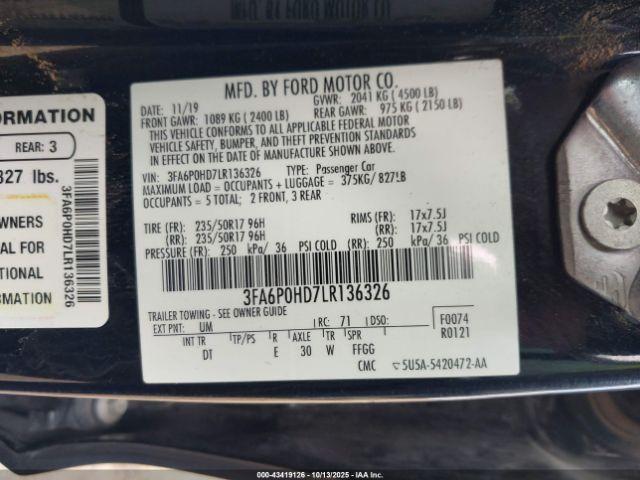 FORMATION
REAR: 3
827 lbs.
WNERS
AL FOR
TIONAL
RMATION
3FA6P0HD7LR136326
MFD. BY FORD MOTOR CO.
DATE: 11/19 GVWR: 2041 KG ( 4500 LB)
FRONT GAWR: 1089 KG ( 2400 LB) REAR GAWR: 975 KG ( 2150 LB)
THIS VEHICLE CONFORMS TO ALL APPLICABLE FEDERAL MOTOR
VEHICLE SAFETY, BUMPER, AND THEFT PREVENTION STANDARDS
IN EFFECT ON THE DATE OF MANUFACTURE SHOWN ABOVE.
VIN: 3FA6P0HD7LR136326 TYPE: Passenger Car
MAXIMUM LOAD = OCCUPANTS + LUGGAGE = 375KG/ 827LB
OCCUPANTS = 5 TOTAL; 2 FRONT, 3 REAR
TIRE (FR): 235/50R17 96H RIMS (FR): 17x7.5J
(RR): 235/50R17 96H (RR): 17x7.5J
PRESSURE (FR): 250 kPa/ 36 PSI COLD (RR): 250 kPa/ 36 PSI COLD
3FA6P0HD7LR136326
TRAILER TOWING - SEE OWNER GUIDE
EXT PNT: UM RC: 71 DSO: F0074
INT TR TP/PS R AXLE TR SPR R0121
DT E 30 W FFGG
CMC 5USA-5420472-AA
000-43419126 - 10/13/2025 - IAAI.com